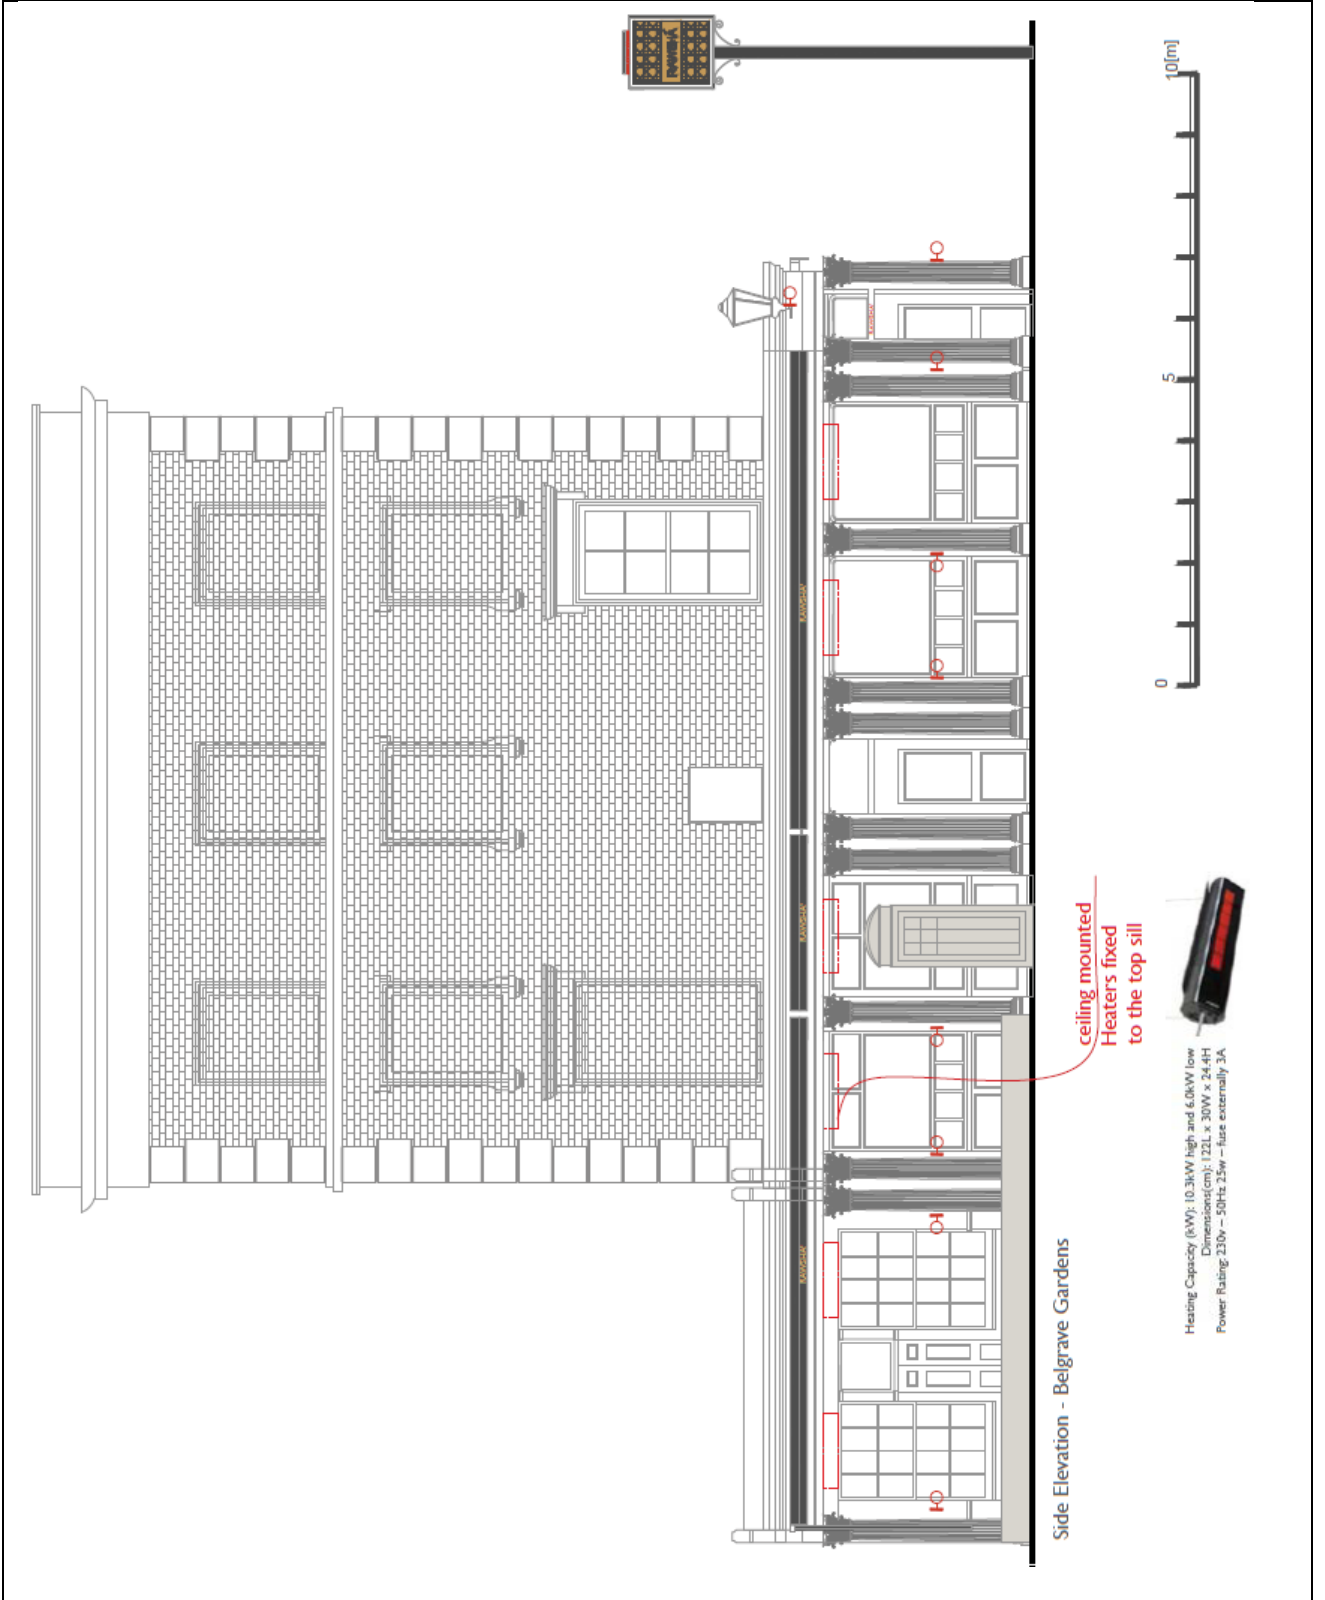 10[m]
5
0
ceiling mounted
Heaters fixed
to the top sill
Heating Capacity (kW): 10.3kW high and 6.0kW low
Dimensions(cm): 122L x 30W x 24.4H
Power Rating: 230v – 50Hz 25w – fuse externally 3A
Side Elevation - Belgrave Gardens